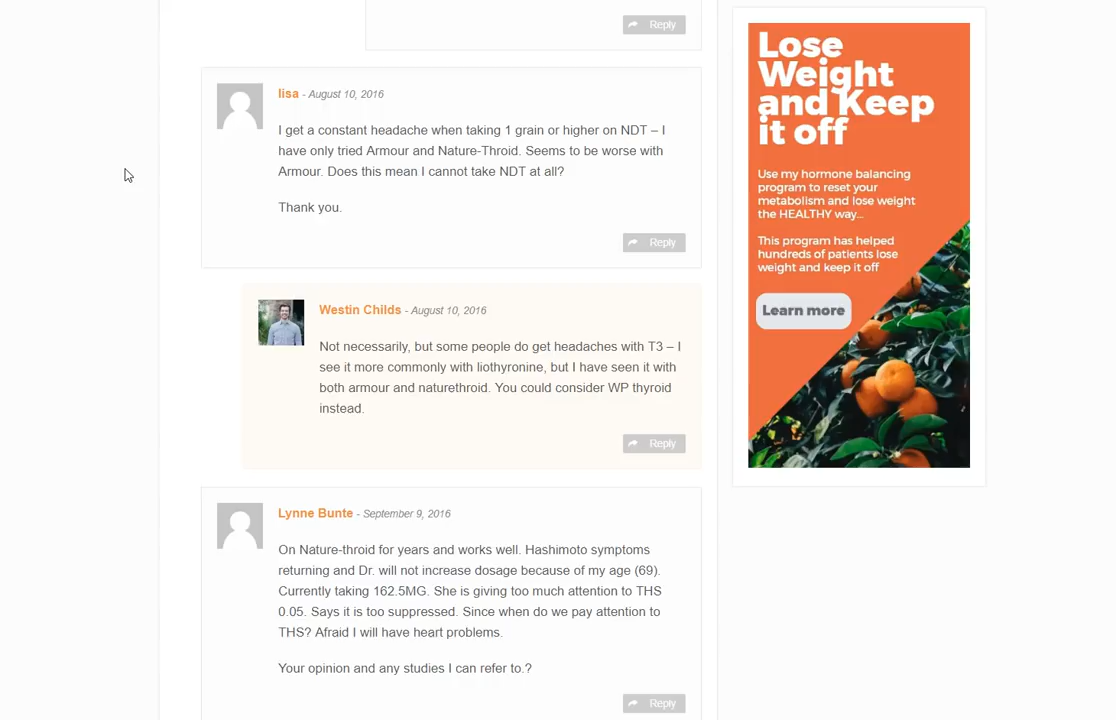 Reply
lisa - August 10, 2016
I get a constant headache when taking 1 grain or higher on NDT – I
have only tried Armour and Nature-Throid. Seems to be worse with
Armour. Does this mean I cannot take NDT at all?
Thank you.
Reply
Westin Childs - August 10, 2016
Not necessarily, but some people do get headaches with T3 – I
see it more commonly with liothyronine, but I have seen it with
both armour and naturethroid. You could consider WP thyroid
instead.
Reply
Lynne Bunte - September 9, 2016
On Nature-throid for years and works well. Hashimoto symptoms
returning and Dr. will not increase dosage because of my age (69).
Currently taking 162.5MG. She is giving too much attention to THS
0.05. Says it is too suppressed. Since when do we pay attention to
THS? Afraid I will have heart problems.
Your opinion and any studies I can refer to.?
Reply
Lose
Weight
and Keep
it off
Use my hormone balancing
program to reset your
metabolism and lose weight
the HEALTHY way...
This program has helped
hundreds of patients lose
weight and keep it off
Learn more